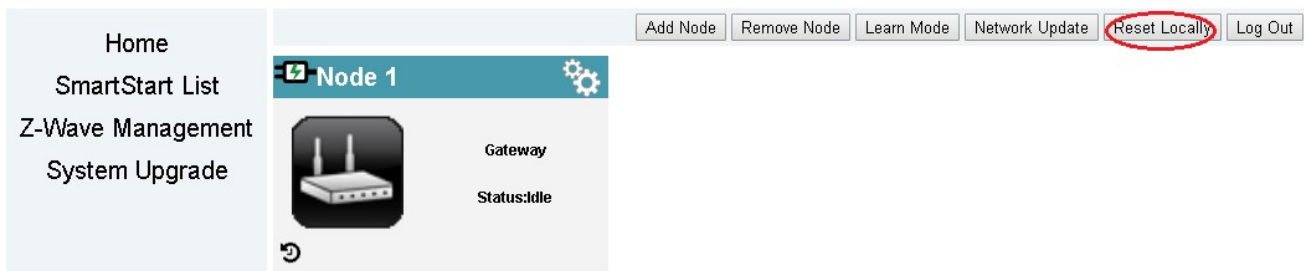 Home
SmartStart List
Z-Wave Management
System Upgrade
Add Node Remove Node Learn Mode Network Update Reset Locally Log Out
Node 1
Gateway
Status:Idle